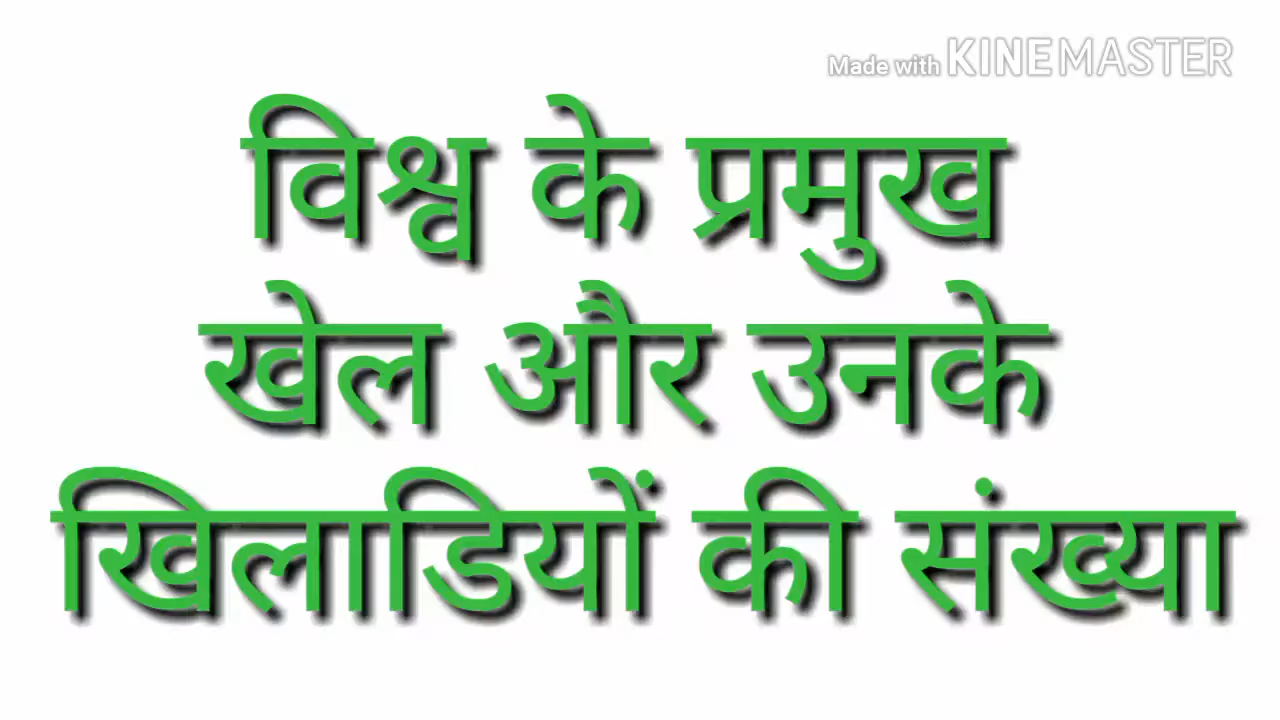 Made with KINEMASTER
विश्व के प्रमुख
खेल और उनके
खिलाडियों की संख्या